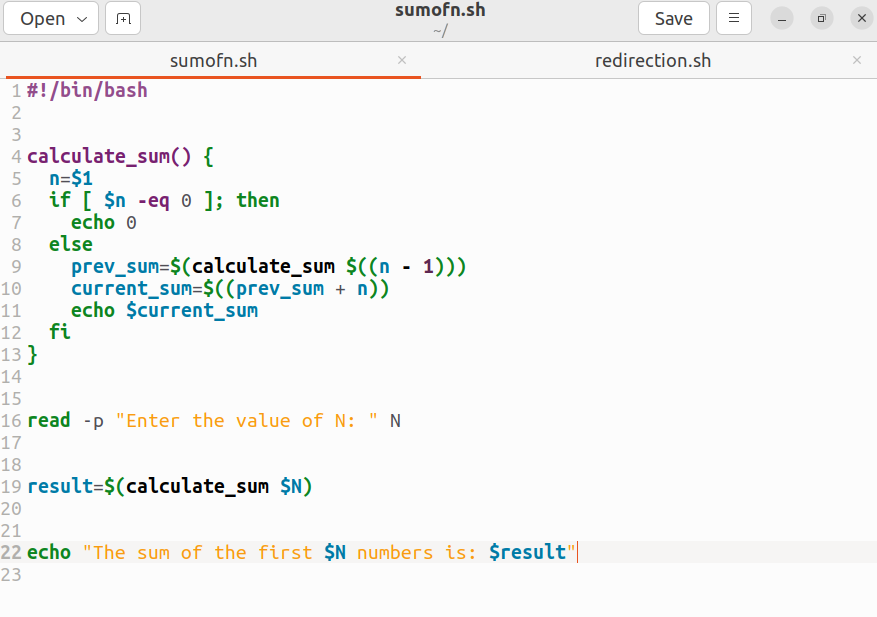 Open
sumofn.sh
~/
Save
sumofn.sh
redirection.sh
1 #!/bin/bash
2
3
4 calculate_sum() {
5   n=$1
6   if [ $n -eq 0 ]; then
7     echo 0
8   else
9     prev_sum=$(calculate_sum $((n - 1)))
10     current_sum=$((prev_sum + n))
11     echo $current_sum
12   fi
13 }
14
15
16 read -p "Enter the value of N: " N
17
18
19 result=$(calculate_sum $N)
20
21
22 echo "The sum of the first $N numbers is: $result"
23